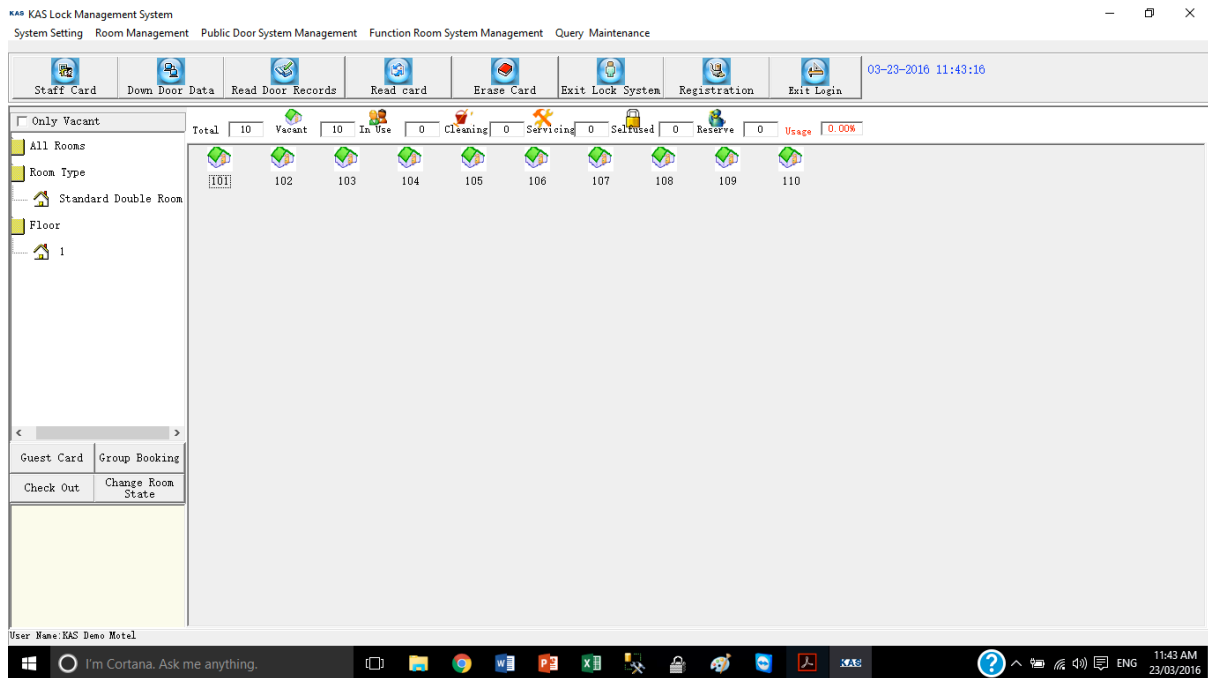 KAS KAS Lock Management System
System Setting Room Management Public Door System Management Function Room System Management Query Maintenance
Staff Card Down Door Data Read Door Records Read card Erase Card Exit Lock System Registration Exit Login 03-23-2016 11:43:16
Only Vacant
Total 10 Vacant 10 In Use 0 Cleaning 0 Servicing 0 Selfused 0 Reserve 0 Usage 0.00%
All Rooms
Room Type
Standard Double Room
Floor
1
101 102 103 104 105 106 107 108 109 110
Guest Card Group Booking
Check Out Change Room State
User Name:KAS Demo Motel
I'm Cortana. Ask me anything. KAS ENG 11:43 AM
23/03/2016